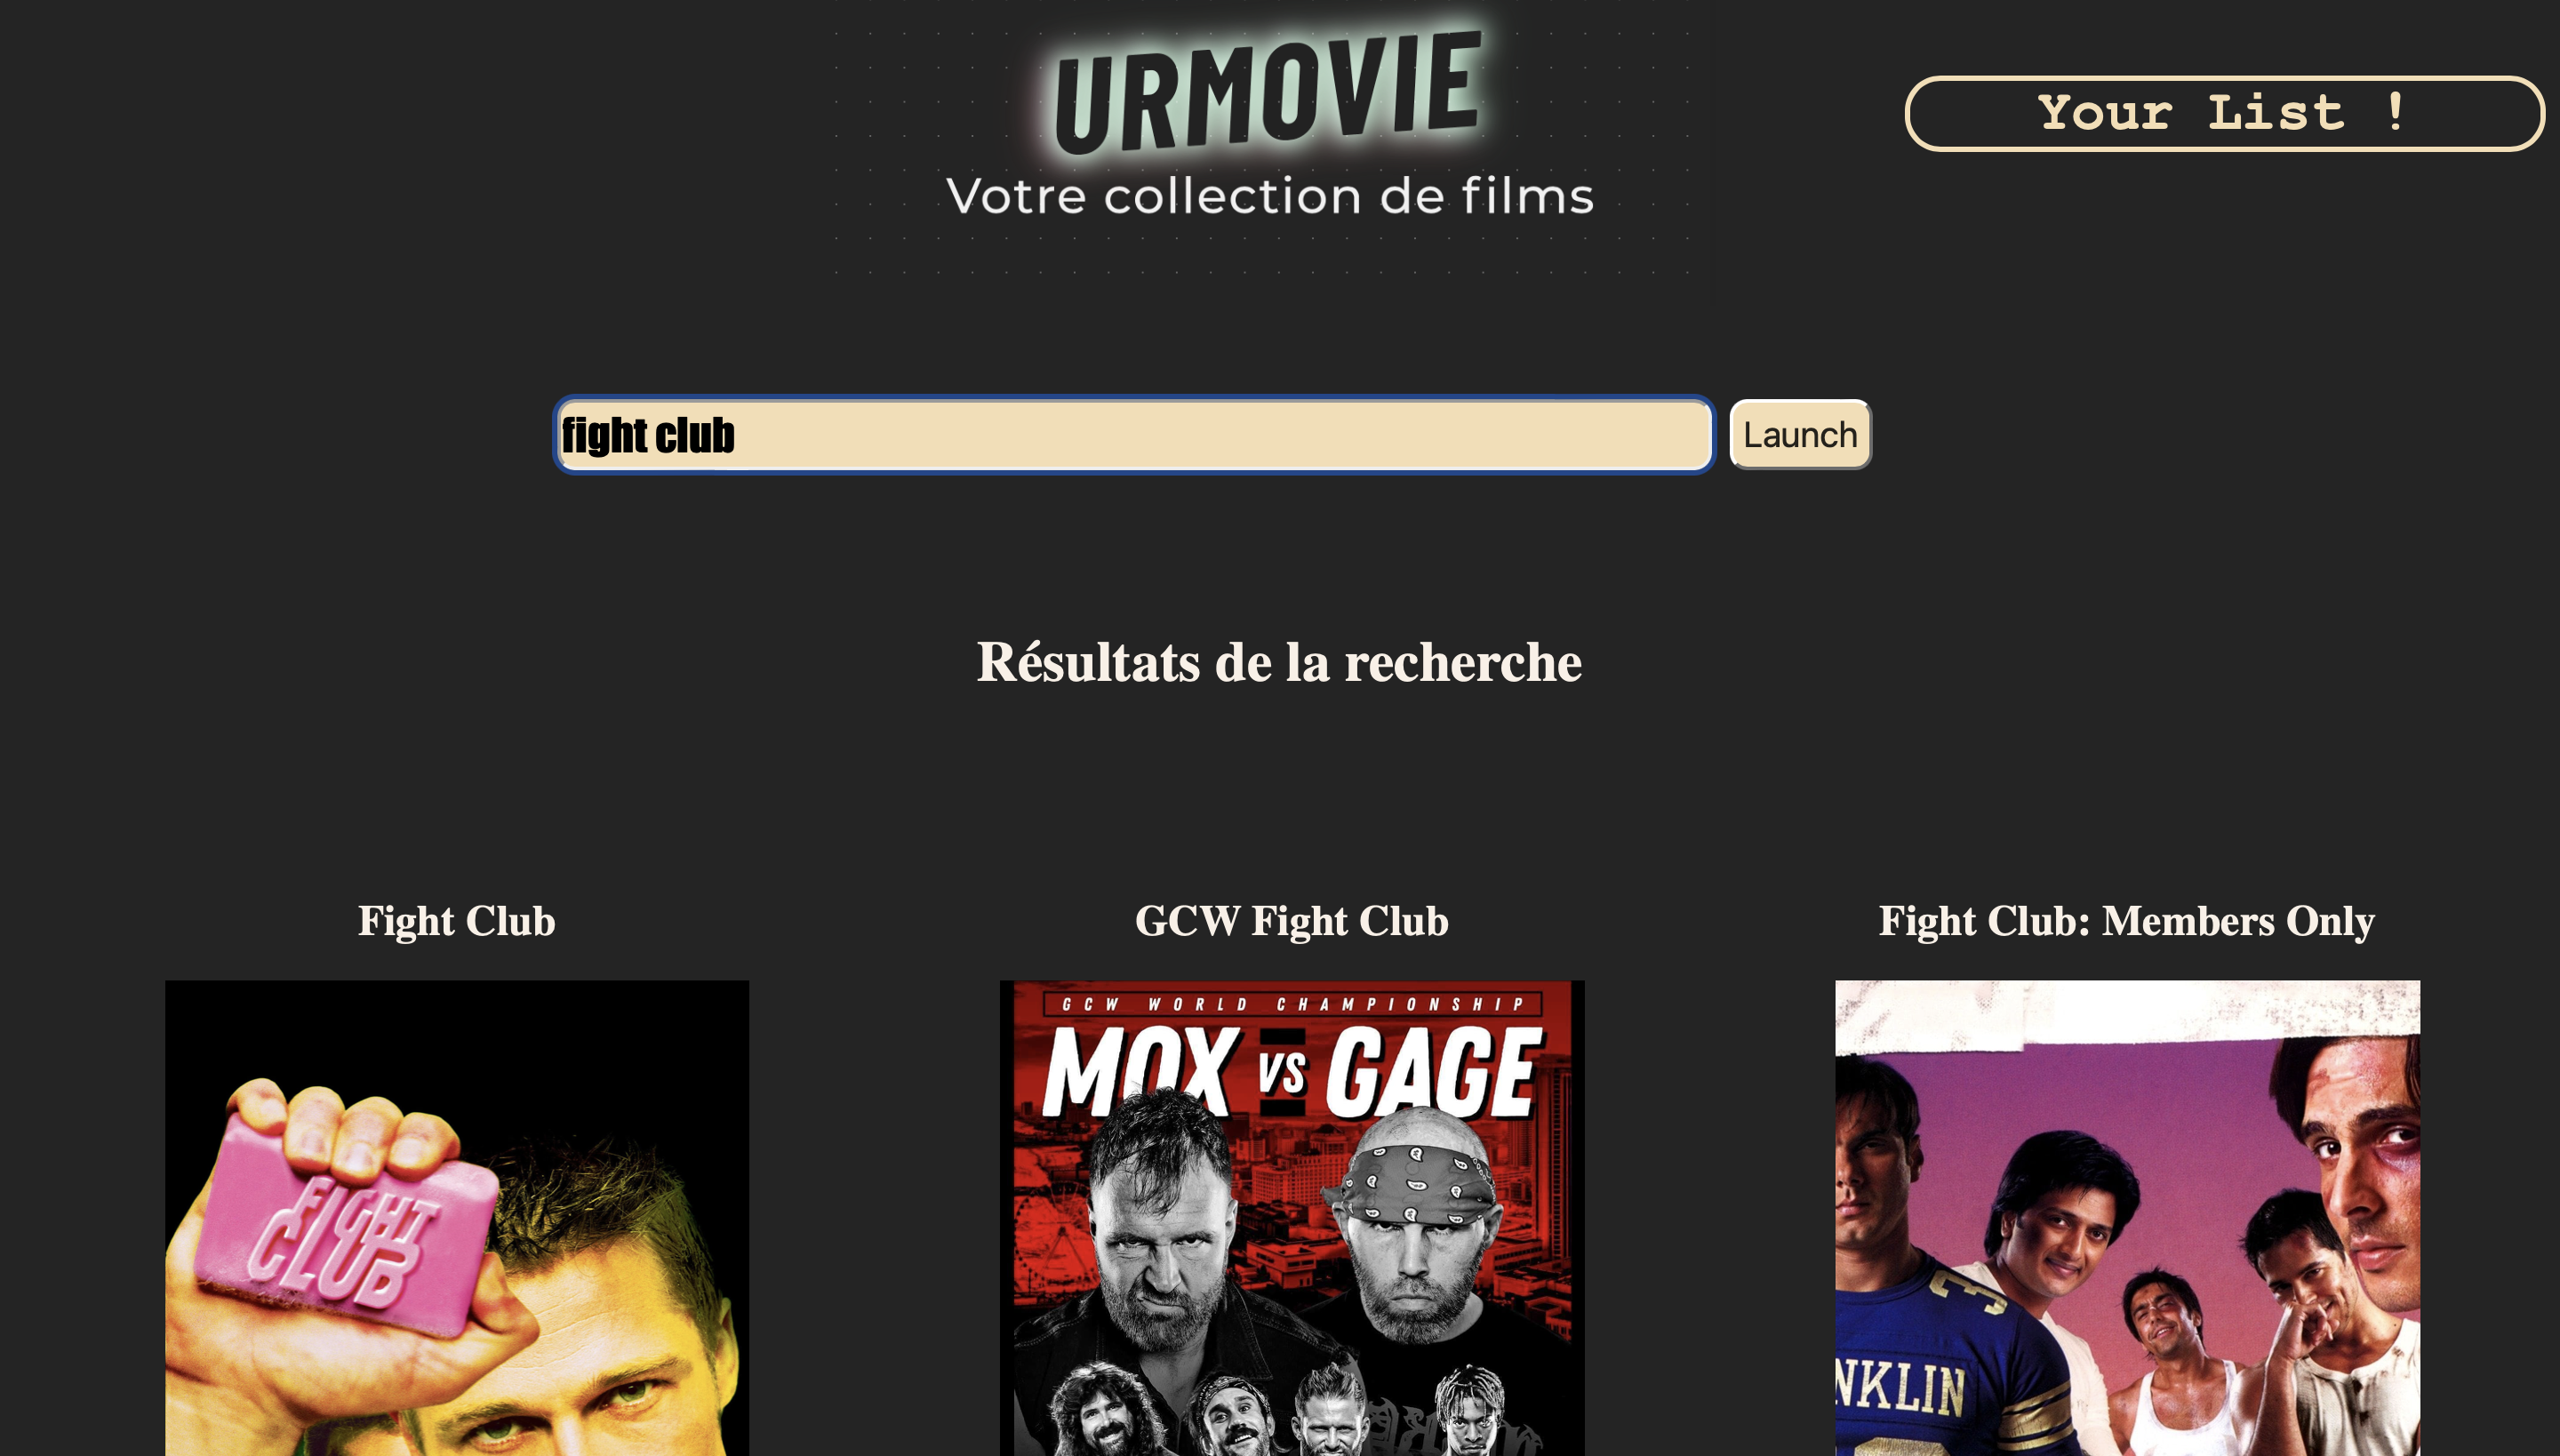 URMOVIE
Votre collection de films
Your List !
fight club
Launch
Résultats de la recherche
Fight Club
GCW Fight Club
Fight Club: Members Only
FIGHT
CLUB
GCW WORLD CHAMPIONSHIP
MOX VS GAGE
NKLIN